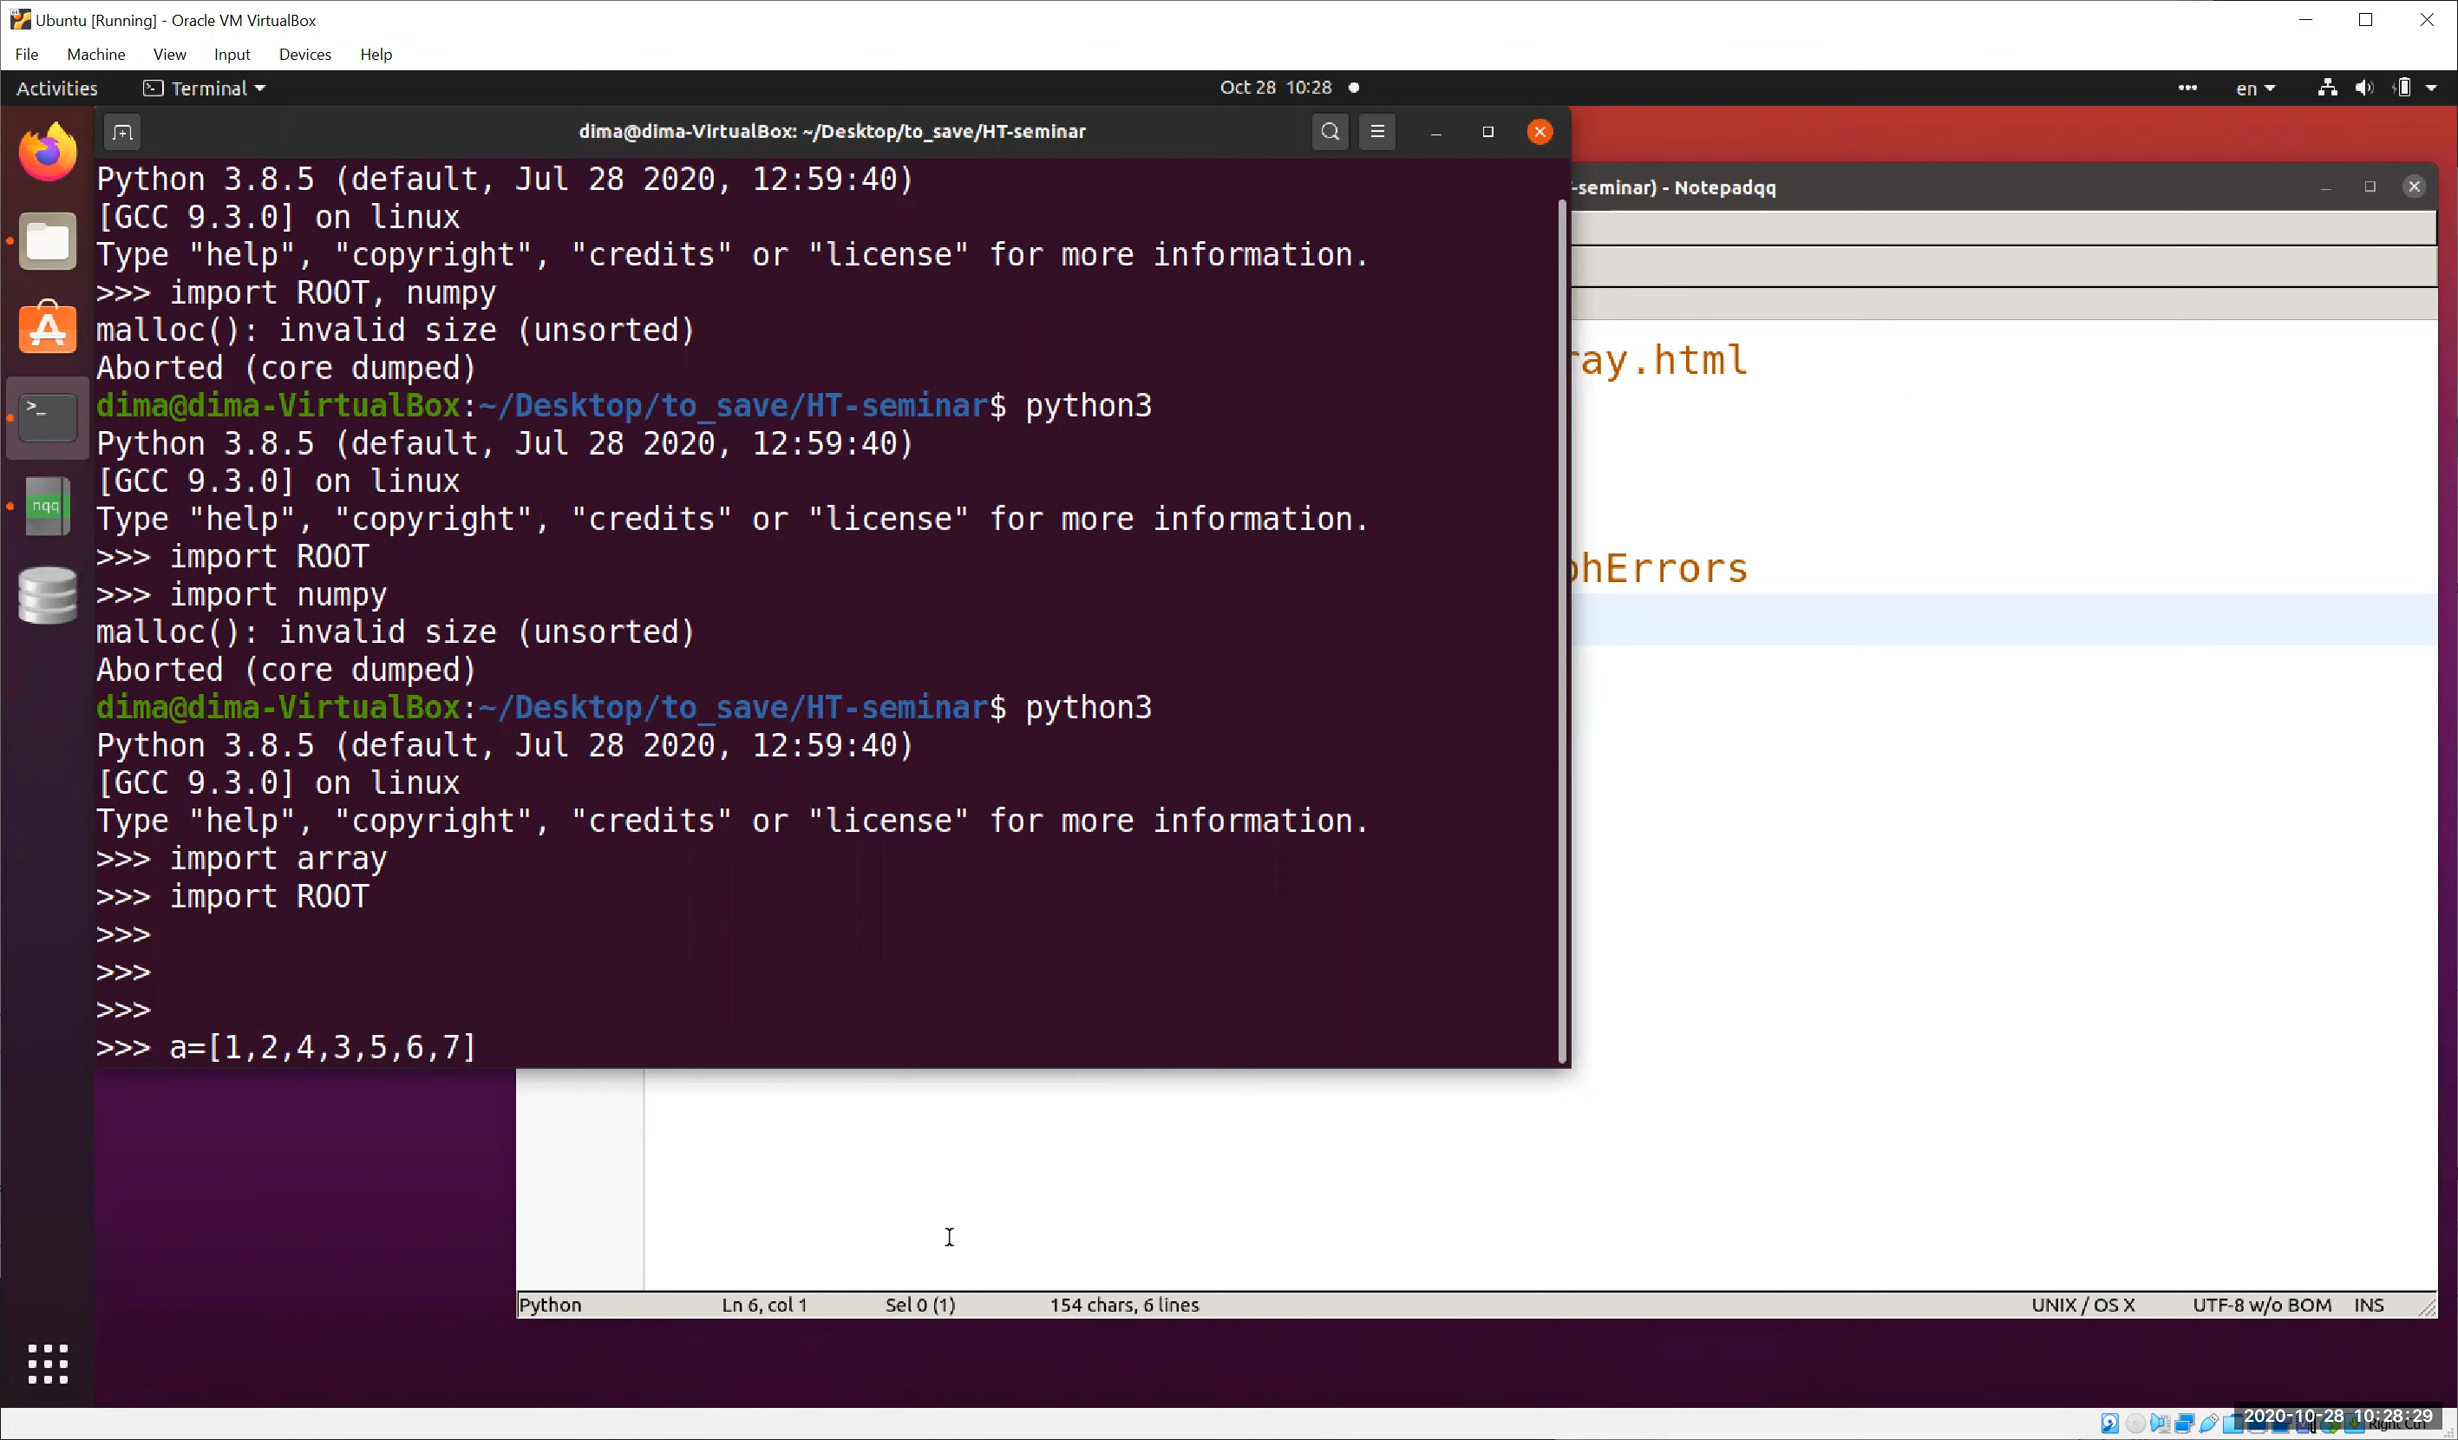 Ubuntu [Running] - Oracle VM VirtualBox
File Machine View Input Devices Help
Activities Terminal Oct 28 10:28 en
dima@dima-VirtualBox: ~/Desktop/to_save/HT-seminar
-seminar) - Notepadqq
Python 3.8.5 (default, Jul 28 2020, 12:59:40)
[GCC 9.3.0] on linux
Type "help", "copyright", "credits" or "license" for more information.
>>> import ROOT, numpy
malloc(): invalid size (unsorted)
Aborted (core dumped)
dima@dima-VirtualBox:~/Desktop/to_save/HT-seminar$ python3
Python 3.8.5 (default, Jul 28 2020, 12:59:40)
[GCC 9.3.0] on linux
Type "help", "copyright", "credits" or "license" for more information.
>>> import ROOT
>>> import numpy
malloc(): invalid size (unsorted)
Aborted (core dumped)
dima@dima-VirtualBox:~/Desktop/to_save/HT-seminar$ python3
Python 3.8.5 (default, Jul 28 2020, 12:59:40)
[GCC 9.3.0] on linux
Type "help", "copyright", "credits" or "license" for more information.
>>> import array
>>> import ROOT
>>>
>>>
>>>
>>> a=[1,2,4,3,5,6,7]
ray.html
phErrors
nqq
Python Ln 6, col 1 Sel 0 (1) 154 chars, 6 lines UNIX / OS X UTF-8 w/o BOM INS
2020-10-28 10:28:29
Right Ctrl